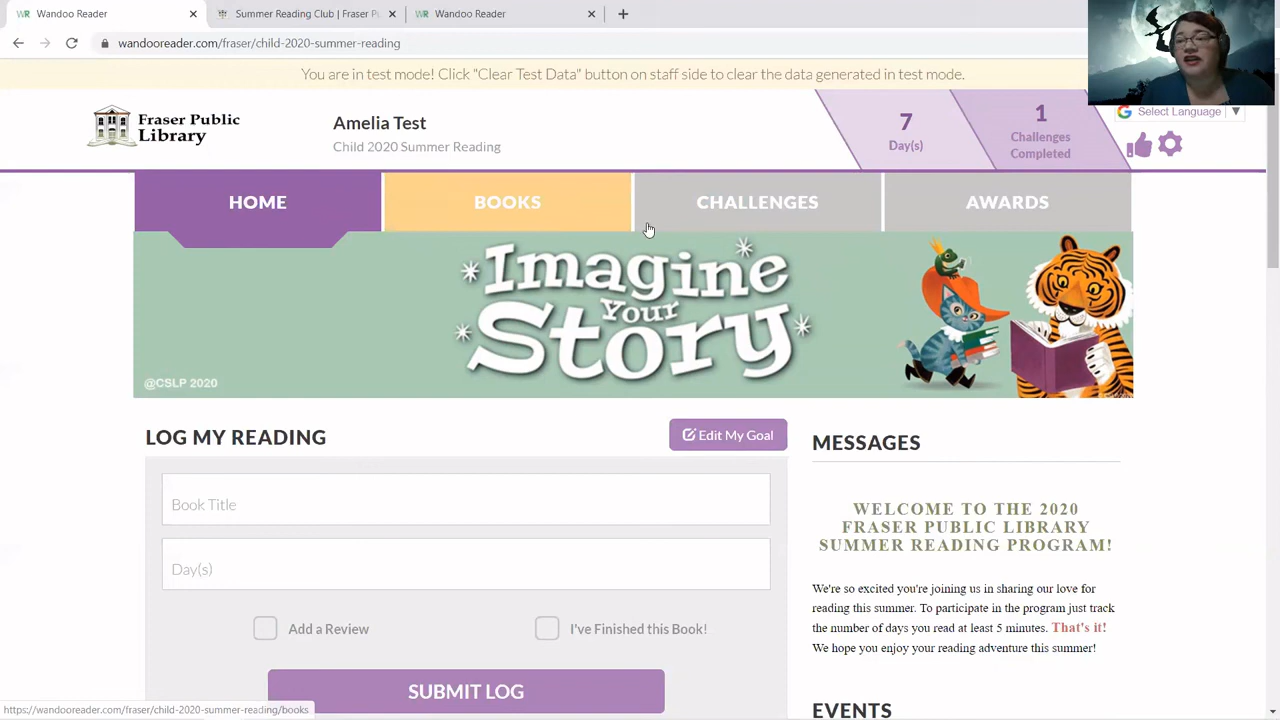 Wandoo Reader
Summer Reading Club | Fraser Pu
Wandoo Reader
wandooreader.com/fraser/child-2020-summer-reading
You are in test mode! Click "Clear Test Data" button on staff side to clear the data generated in test mode.
Fraser Public
Library
Amelia Test
Child 2020 Summer Reading
7
Day(s)
1
Challenges
Completed
Select Language
HOME
BOOKS
CHALLENGES
AWARDS
Imagine
Your
Story
@CSLP 2020
LOG MY READING
Edit My Goal
Book Title
Day(s)
Add a Review
I've Finished this Book!
SUBMIT LOG
MESSAGES
WELCOME TO THE 2020
FRASER PUBLIC LIBRARY
SUMMER READING PROGRAM!
We're so excited you're joining us in sharing our love for
reading this summer. To participate in the program just track
the number of days you read at least 5 minutes. That's it!
We hope you enjoy your reading adventure this summer!
EVENTS
https://wandooreader.com/fraser/child-2020-summer-reading/books